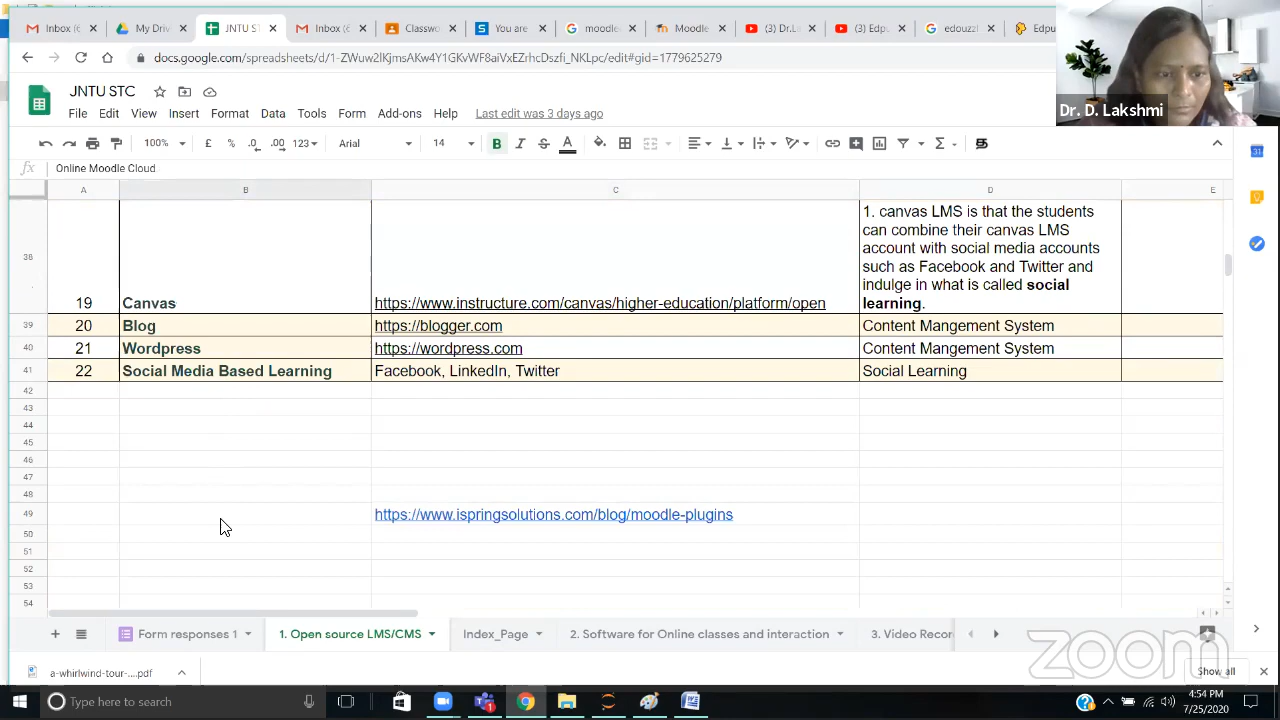 Inbox (6
My Driv
JNTU S
Inbox (
Classw
You are
moodle
Moodle
(3) Dr.L
(3) Edp
edouzzl
Edpu
docs.google.com/spreadsheets/d/
/edit#gid=1779625279
JNTU STC
File Edit View Insert Format Data Tools Form Add-ons Help Last edit was 3 days ago
100% £ % .0 .00 123 Arial 14 B I S A
fx Online Moodle Cloud
A B C D E
38 19 Canvas https://www.instructure.com/canvas/higher-education/platform/open
1. canvas LMS is that the students
can combine their canvas LMS
account with social media accounts
such as Facebook and Twitter and
indulge in what is called social
learning.
39 20 Blog https://blogger.com Content Mangement System
40 21 Wordpress https://wordpress.com Content Mangement System
41 22 Social Media Based Learning Facebook, LinkedIn, Twitter Social Learning
42
43
44
45
46
47
48
49 https://www.ispringsolutions.com/blog/moodle-plugins
50
51
52
53
54
Form responses 1 1. Open source LMS/CMS Index_Page 2. Software for Online classes and interaction 3. Video Recor
a-whirlwind-tour-....pdf
Show all
Type here to search
4:54 PM
7/25/2020
Dr. D. Lakshmi
zoom
31